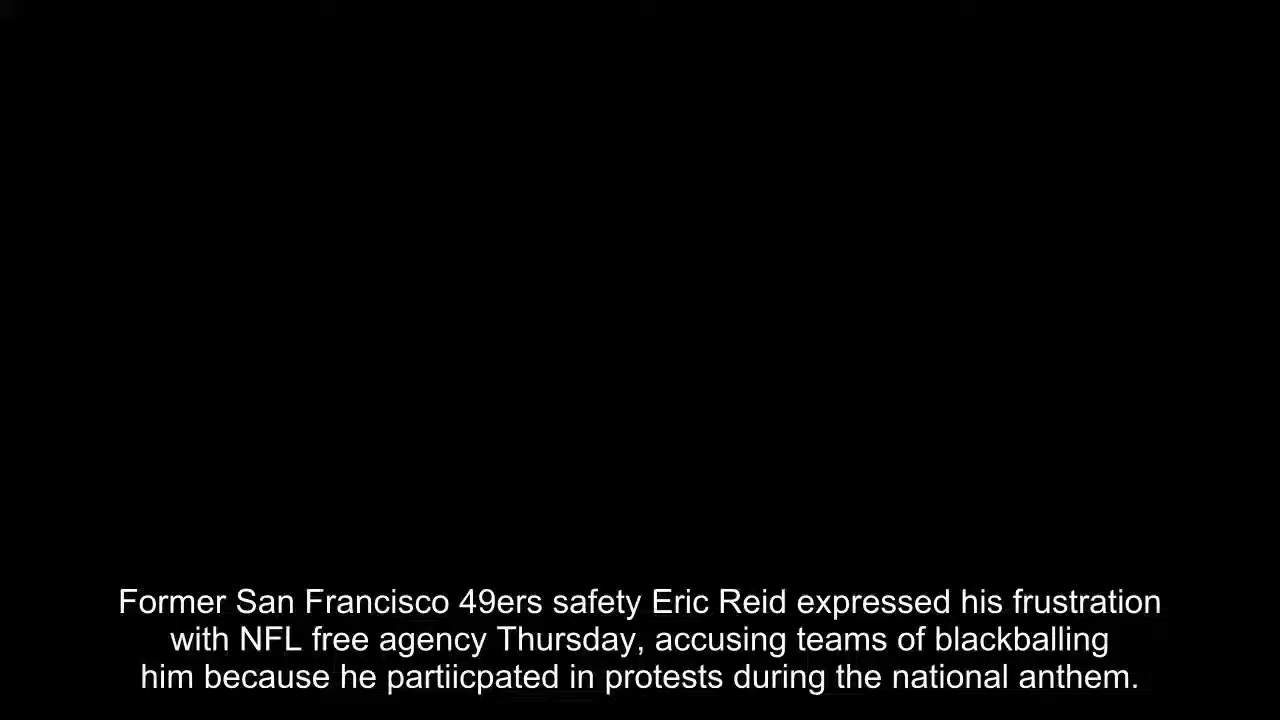 Former San Francisco 49ers safety Eric Reid expressed his frustration
with NFL free agency Thursday, accusing teams of blackballing
him because he partiicpated in protests during the national anthem.